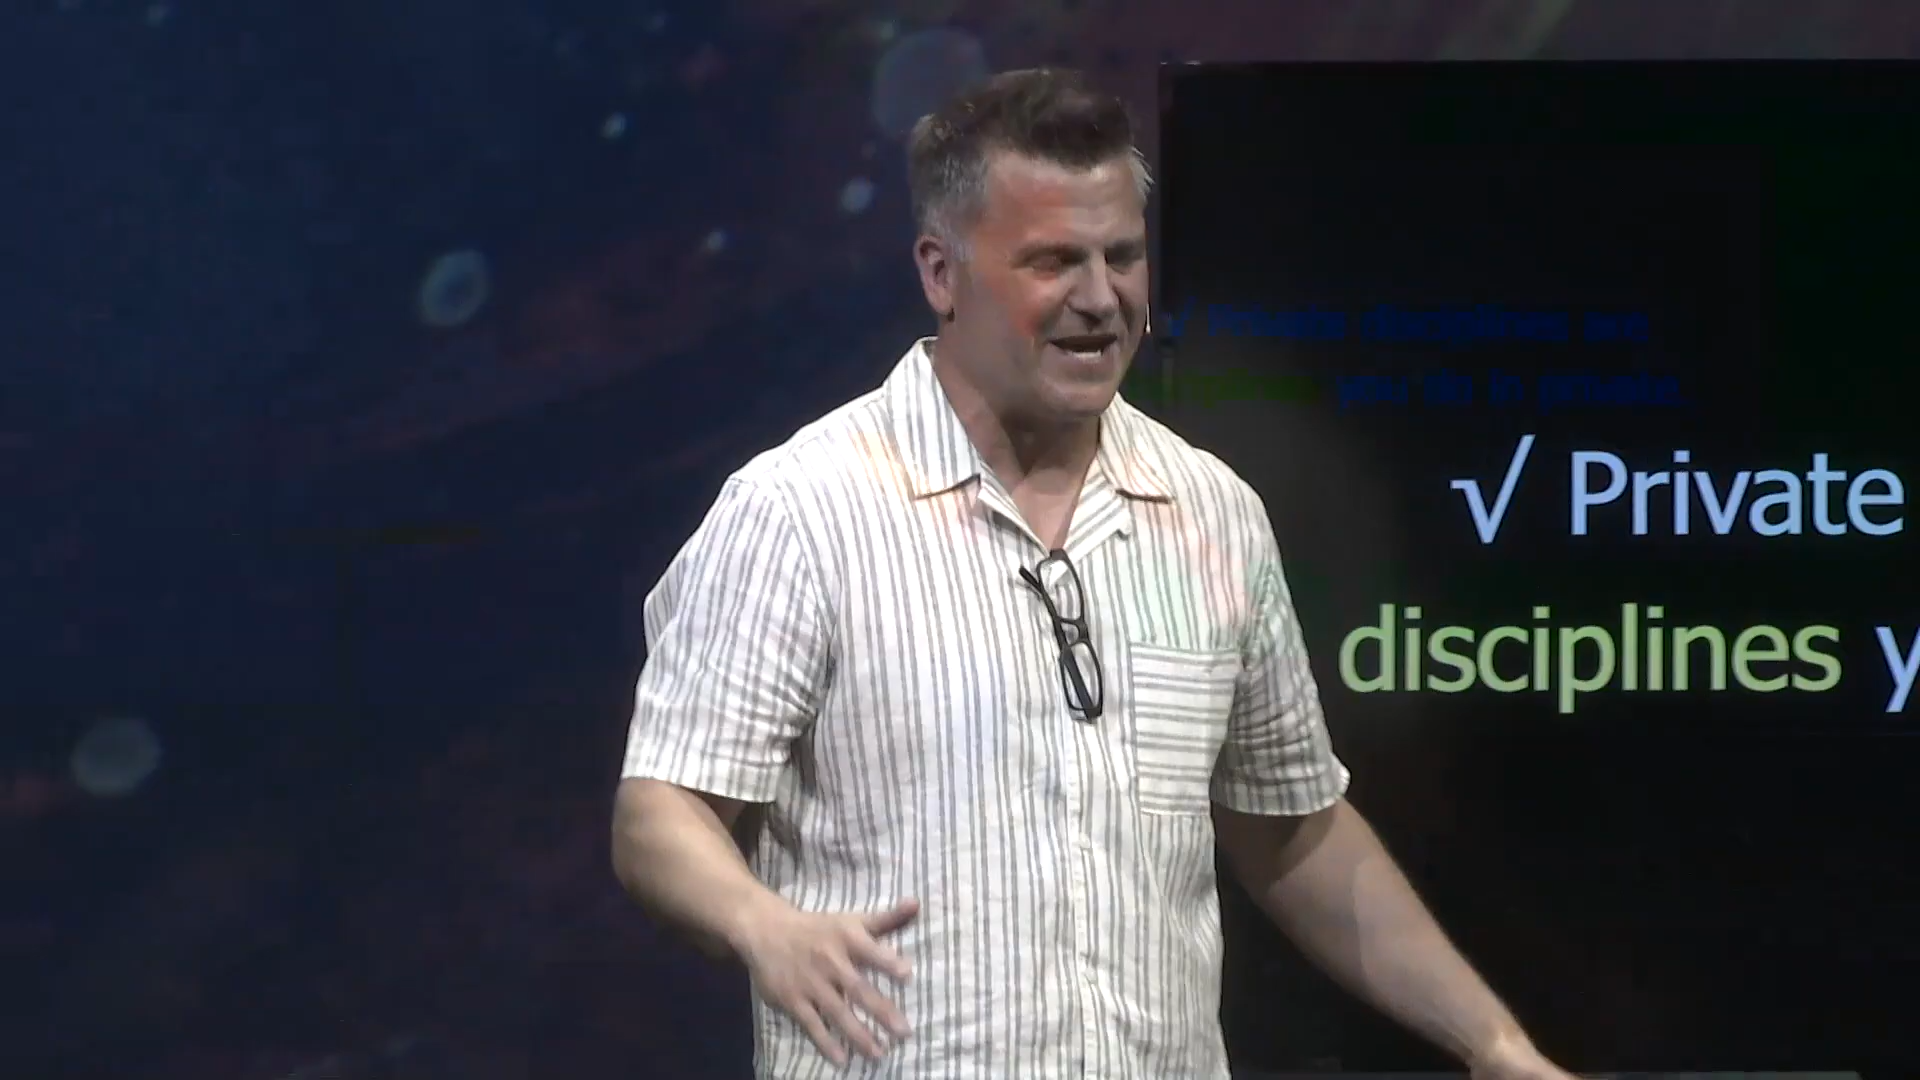 √ Private disciplines are
disciplines you do in private.
√ Private
disciplines y